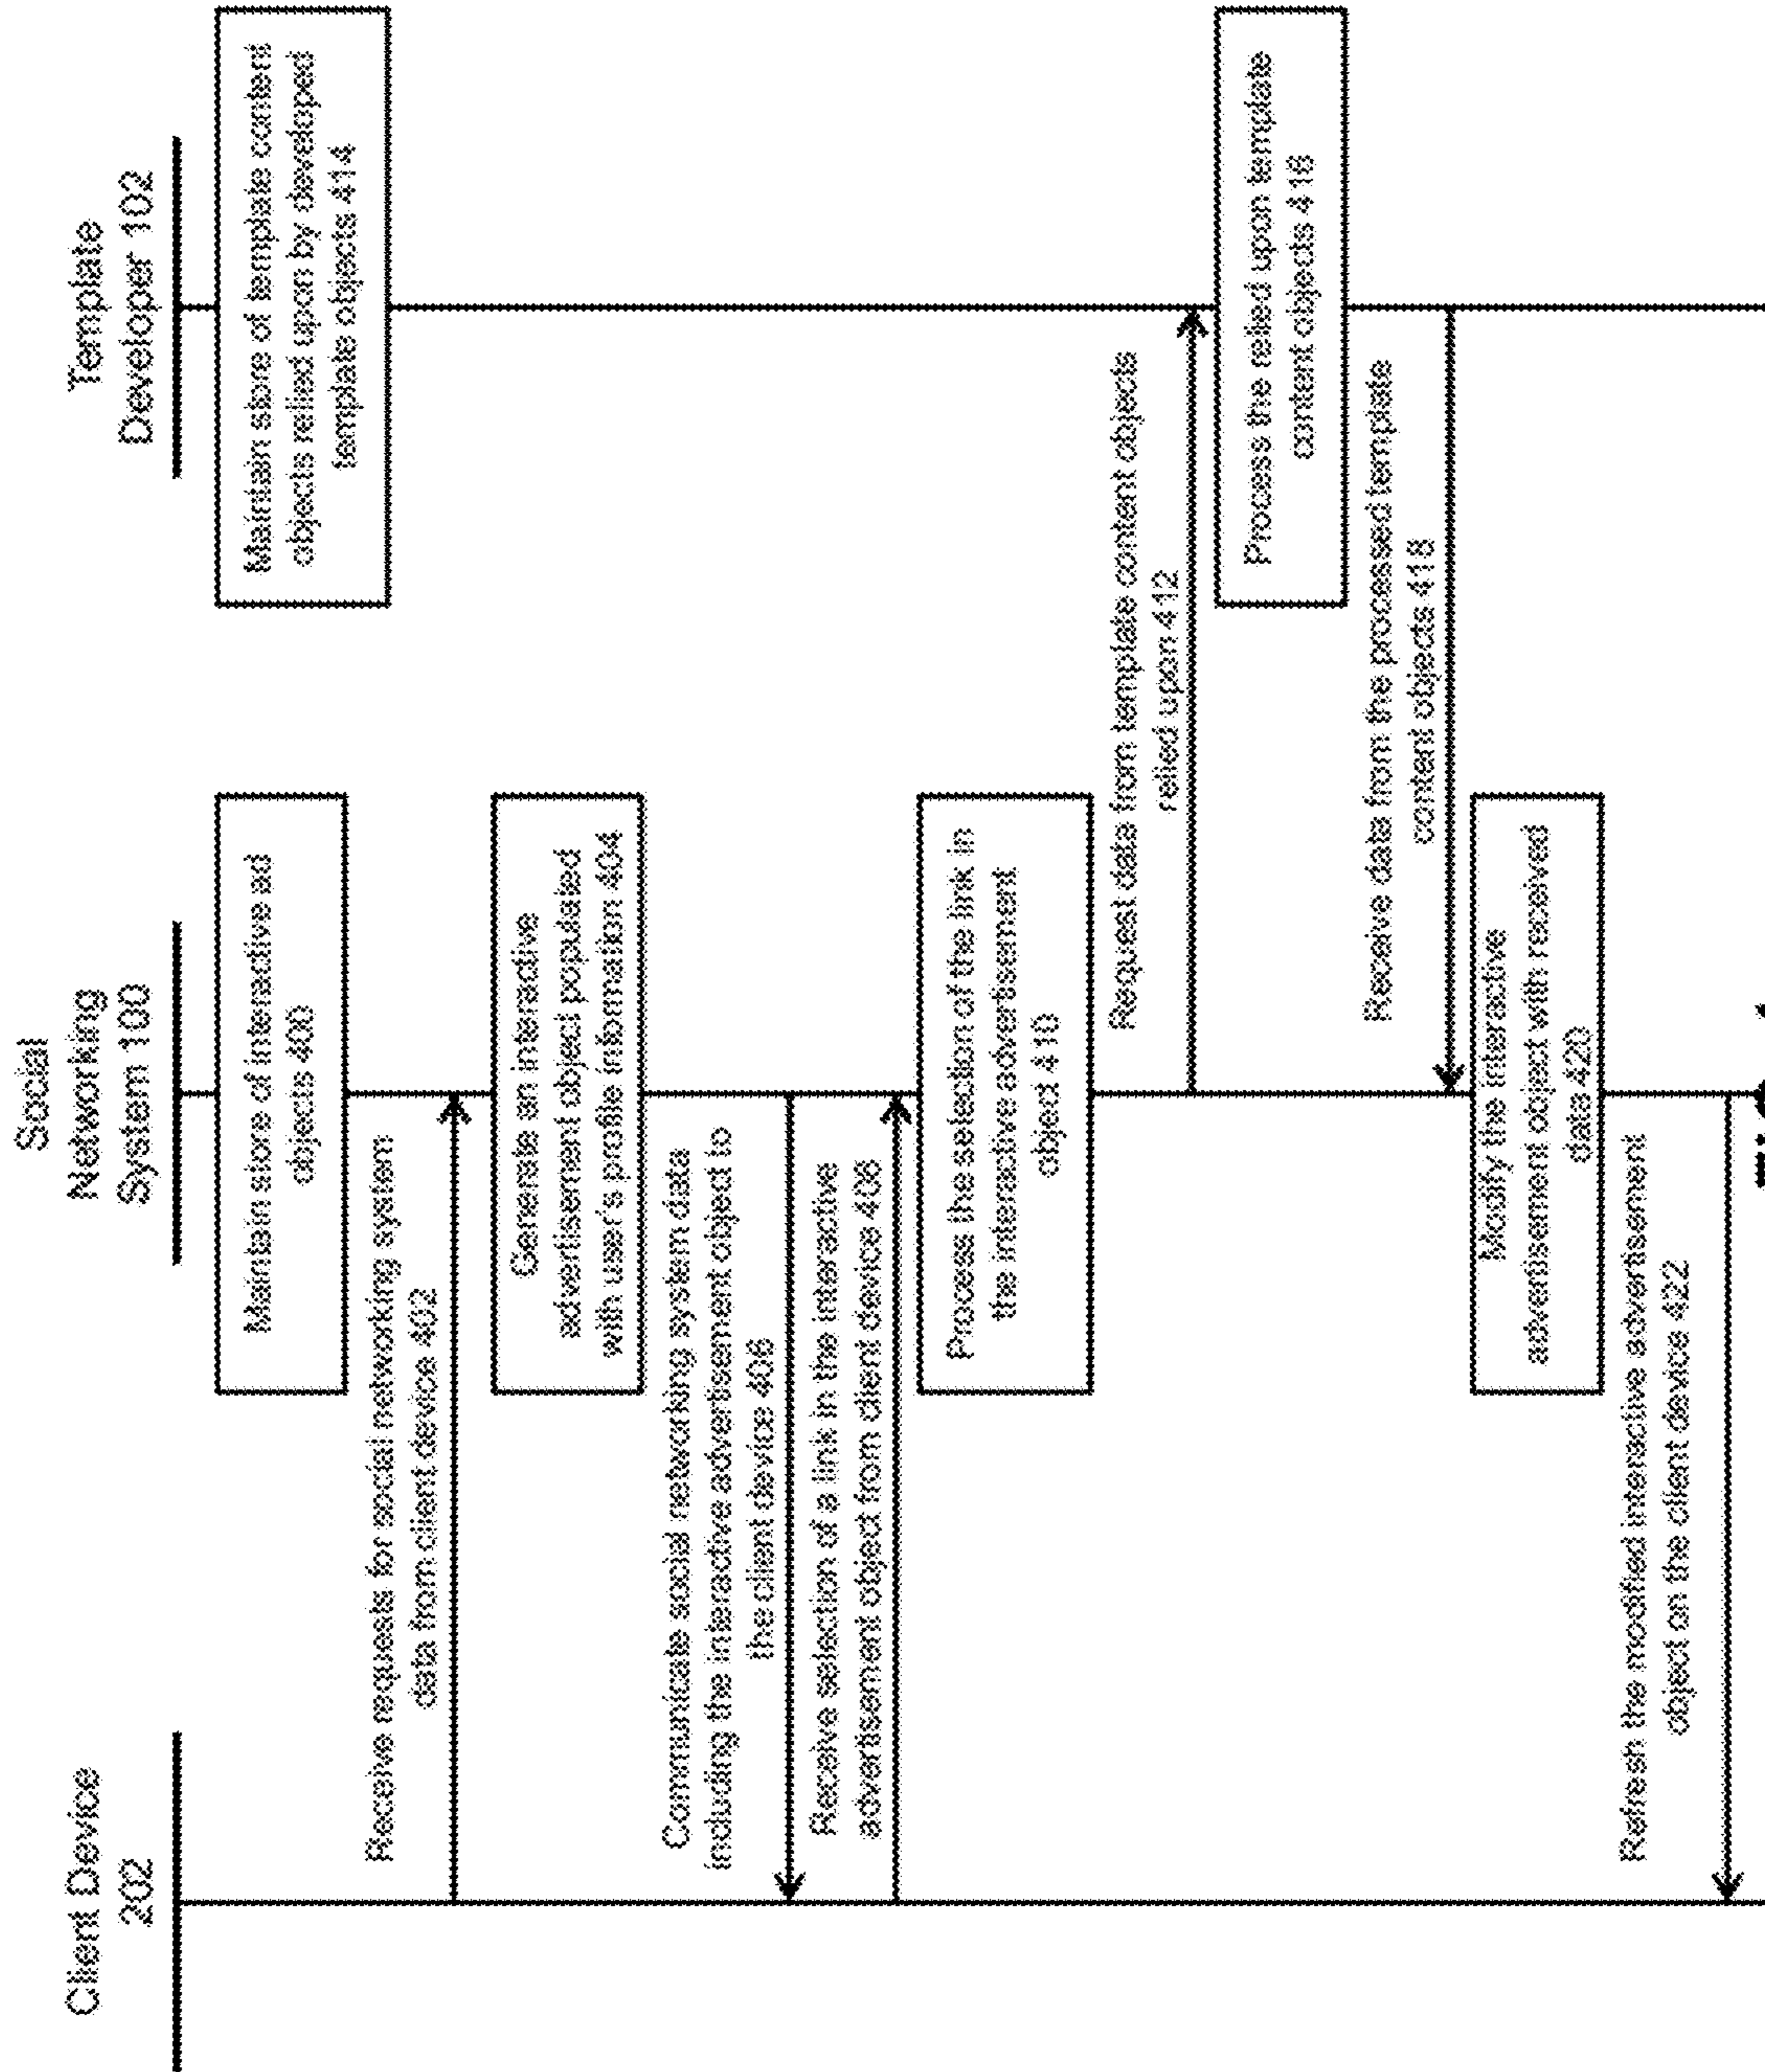 Client Device
202
Social
Networking
System 100
Template
Developer 102
Maintain store of interactive ad
objects 400
Maintain store of template content
objects relied upon by developed
template objects 414
Receive requests for social networking system
data from client device 402
Generate an interactive
advertisement object populated
with user's profile information 404
Communicate social networking system data
including the interactive advertisement object to
the client device 406
Receive selection of a link in the interactive
advertisement object from client device 408
Process the selection of the link in
the interactive advertisement
object 410
Request data from template content objects
relied upon 412
Process the relied upon template
content objects 416
Receive data from the processed template
content objects 418
Modify the interactive
advertisement object with received
data 420
Refresh the modified interactive advertisement
object on the client device 422